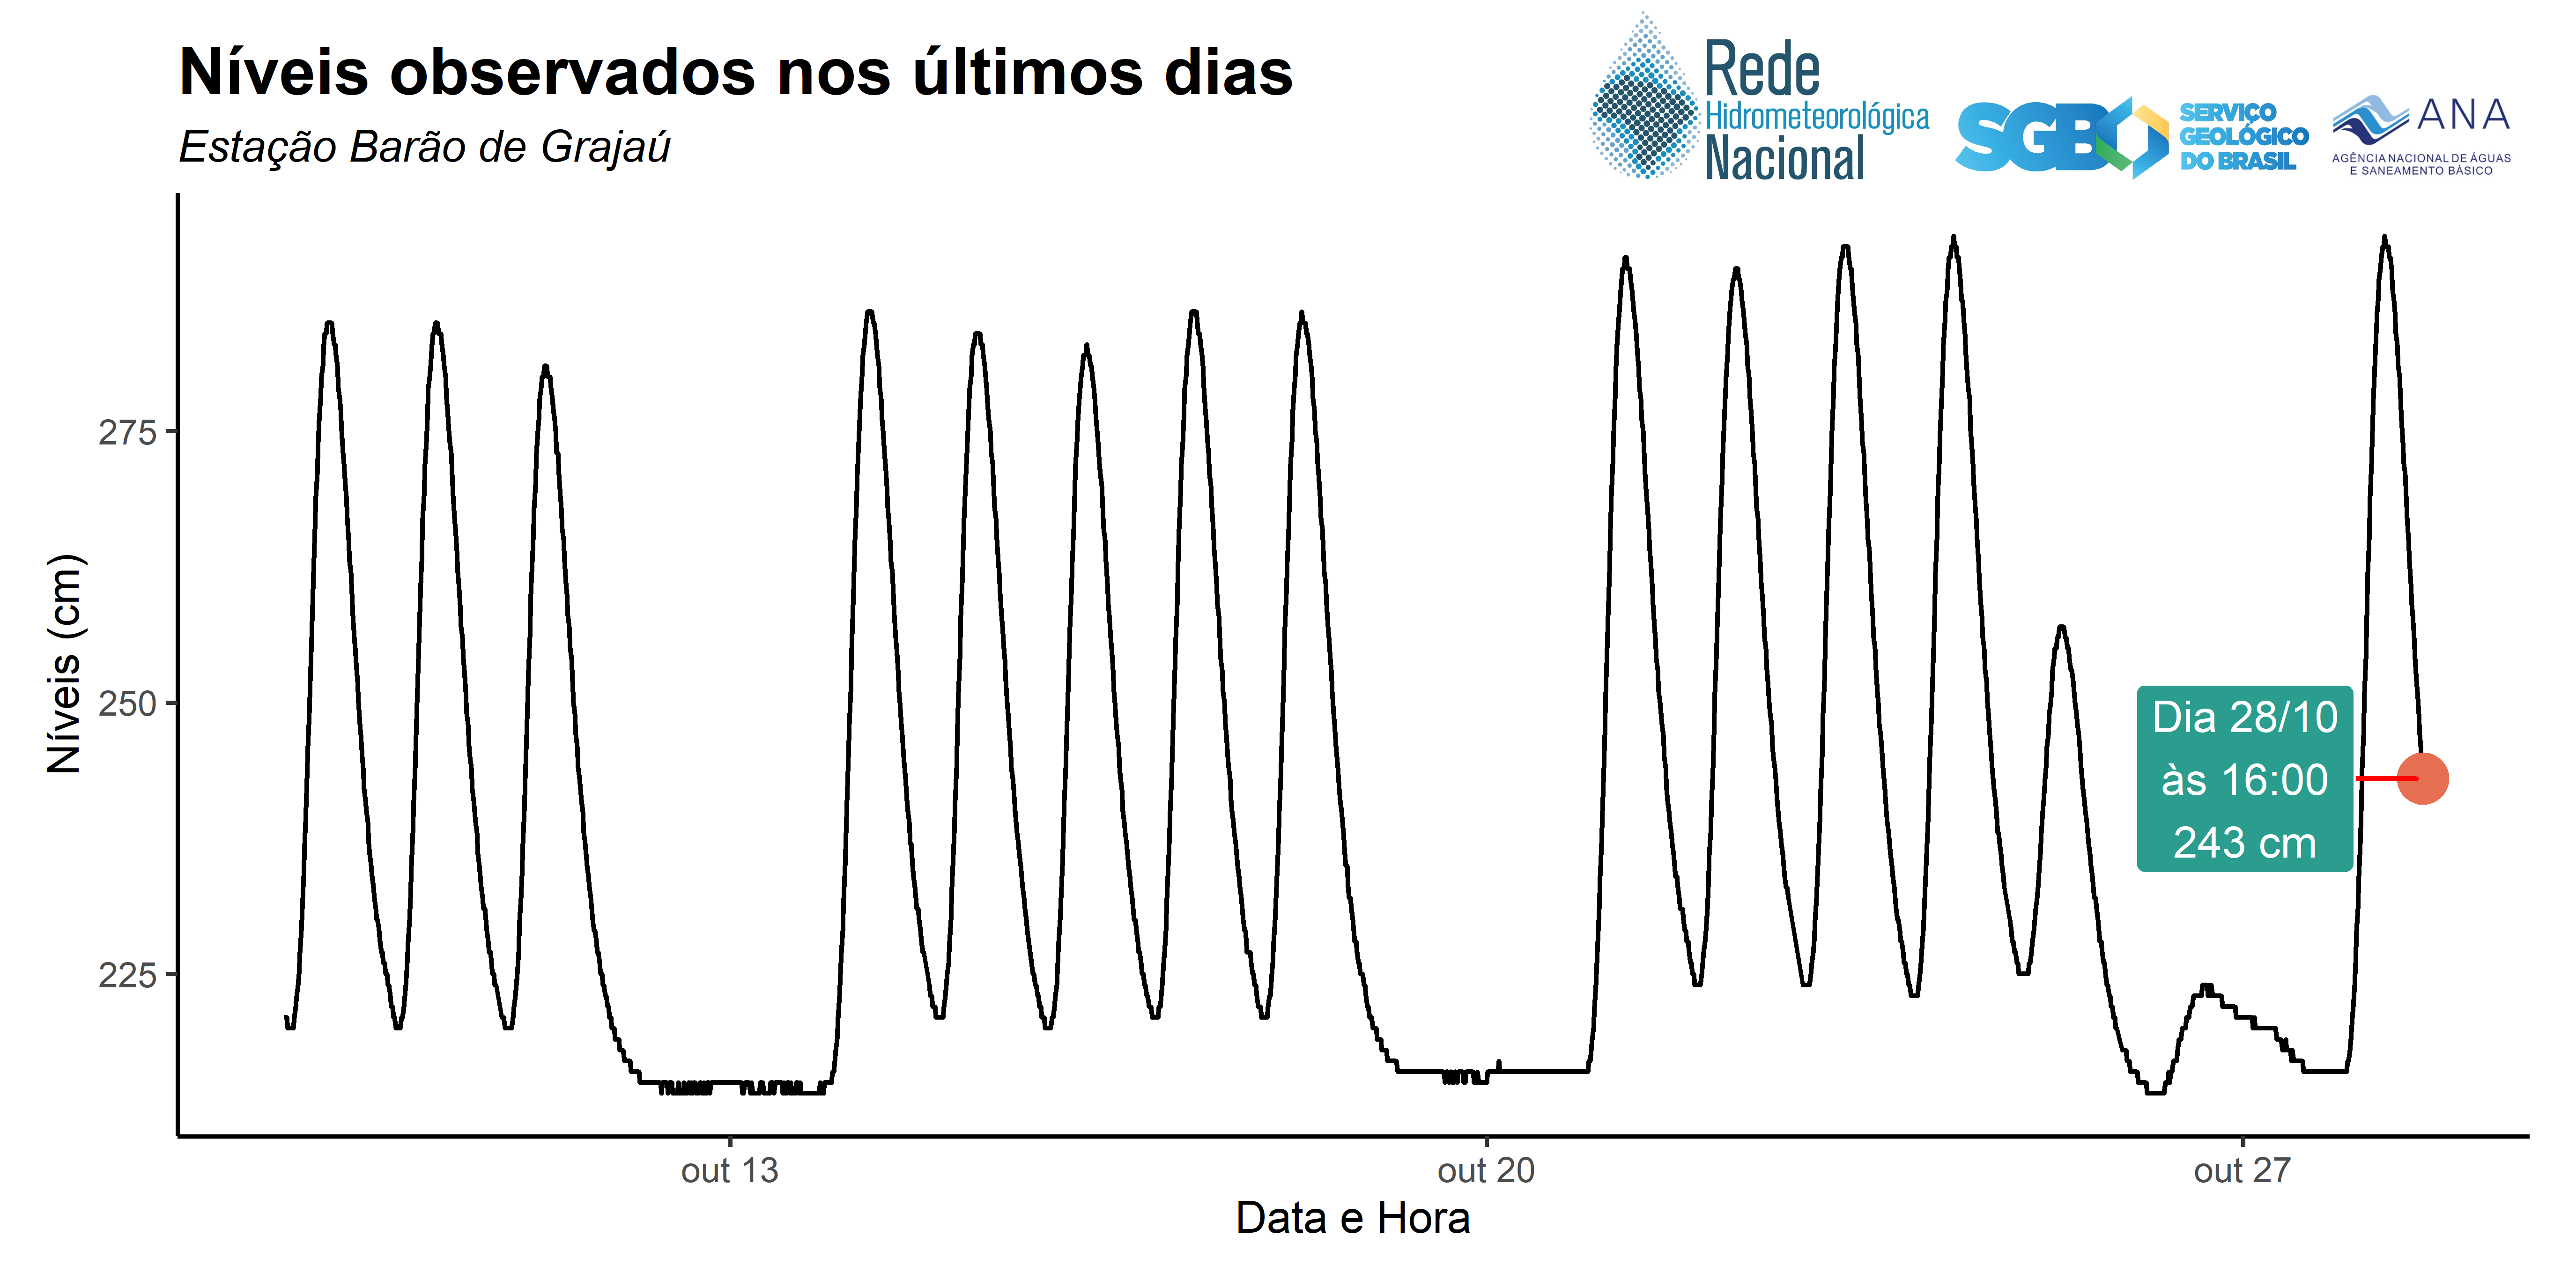 Níveis observados nos últimos dias
Estação Barão de Grajaú
Rede
Hidrometeorológica
Nacional
SGB
SERVIÇO
GEOLÓGICO
DO BRASIL
ANA
AGÊNCIA NACIONAL DE ÁGUAS
E SANEAMENTO BÁSICO
Níveis (cm)
275
250
225
Dia 28/10
às 16:00
243 cm
out 13
out 20
out 27
Data e Hora